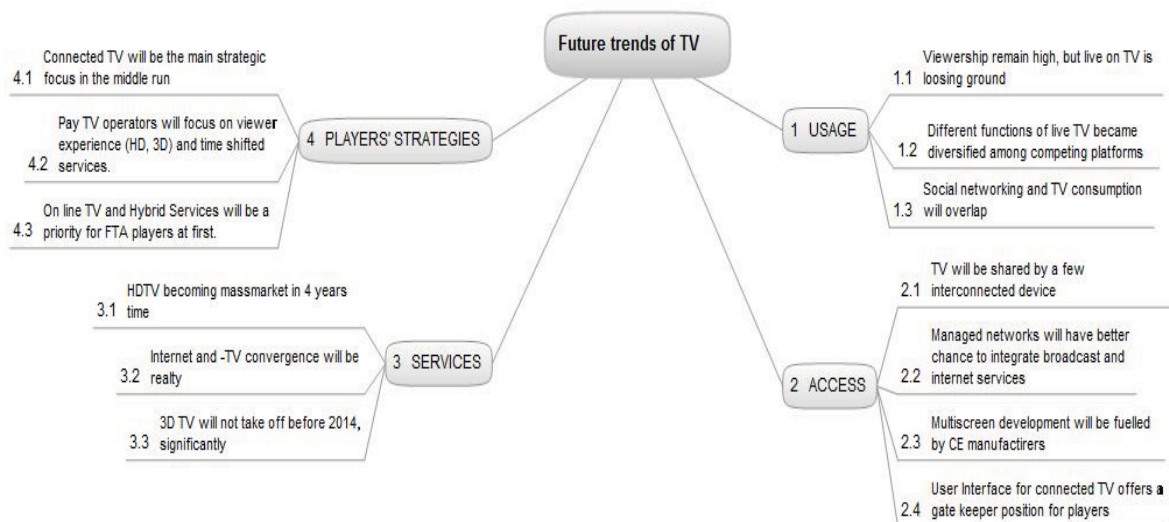 Future trends of TV
1 USAGE
1.1 Viewership remain high, but live on TV is
loosing ground
1.2 Different functions of live TV became
diversified among competing platforms
1.3 Social networking and TV consumption
will overlap
2 ACCESS
2.1 TV will be shared by a few
interconnected device
2.2 Managed networks will have better
chance to integrate broadcast and
internet services
2.3 Multiscreen development will be fuelled
by CE manufactirers
2.4 User Interface for connected TV offers a
gate keeper position for players
3 SERVICES
3.1 HDTV becoming massmarket in 4 years
time
3.2 Internet and -TV convergence will be
realty
3.3 3D TV will not take off before 2014,
significantly
4 PLAYERS' STRATEGIES
4.1 Connected TV will be the main strategic
focus in the middle run
4.2 Pay TV operators will focus on viewer
experience (HD, 3D) and time shifted
services.
4.3 On line TV and Hybrid Services will be a
priority for FTA players at first.